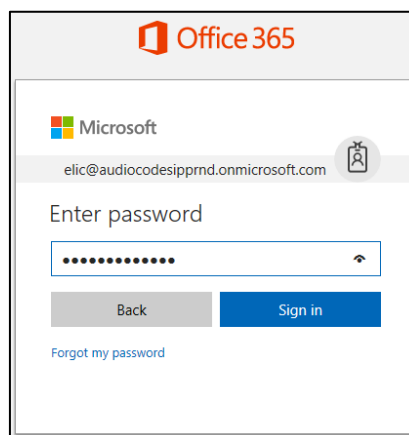 Office 365
Microsoft
elic@audiocodesipprnd.onmicrosoft.com
Enter password
•••••••••••••
Back Sign in
Forgot my password